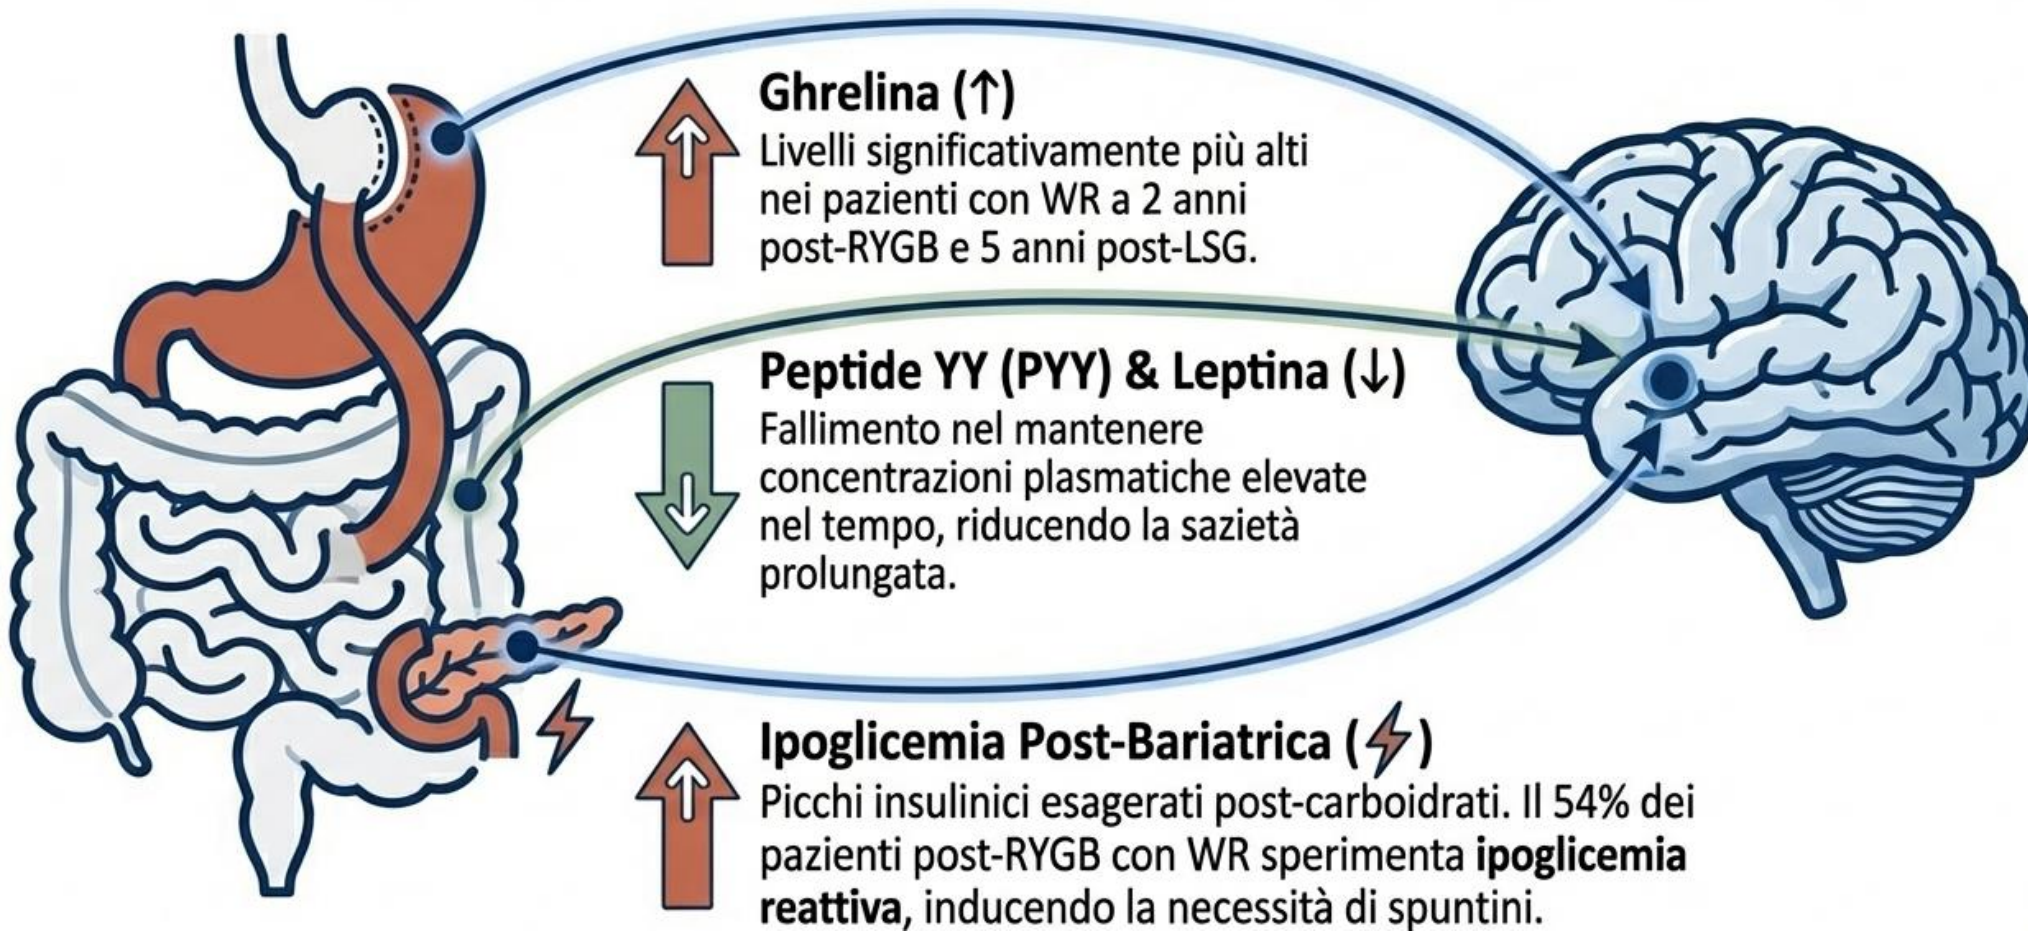 Ghrelina (↑)
Livelli significativamente più alti
nei pazienti con WR a 2 anni
post-RYGB e 5 anni post-LSG.
Peptide YY (PYY) & Leptina (↓)
Fallimento nel mantenere
concentrazioni plasmatiche elevate
nel tempo, riducendo la sazietà
prolungata.
Ipoglicemia Post-Bariatrica (⚡)
Picchi insulinici esagerati post-carboidrati. Il 54% dei
pazienti post-RYGB con WR sperimenta ipoglicemia
reattiva, inducendo la necessità di spuntini.